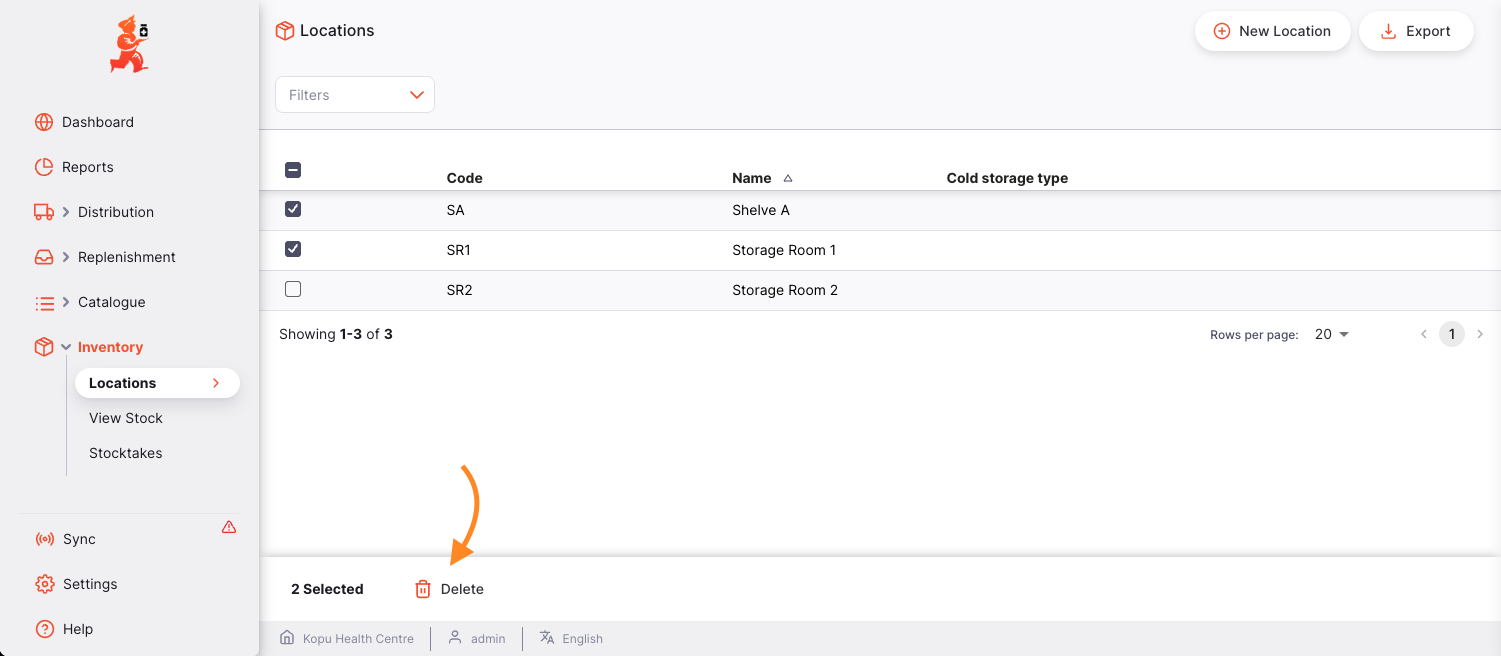 Locations
New Location
Export
Filters
Dashboard
Reports
Distribution
Replenishment
Catalogue
Inventory
Locations
View Stock
Stocktakes
Sync
Settings
Help
Code Name Cold storage type
SA Shelve A
SR1 Storage Room 1
SR2 Storage Room 2
Showing 1-3 of 3
Rows per page: 20 1
2 Selected Delete
Kopu Health Centre admin English